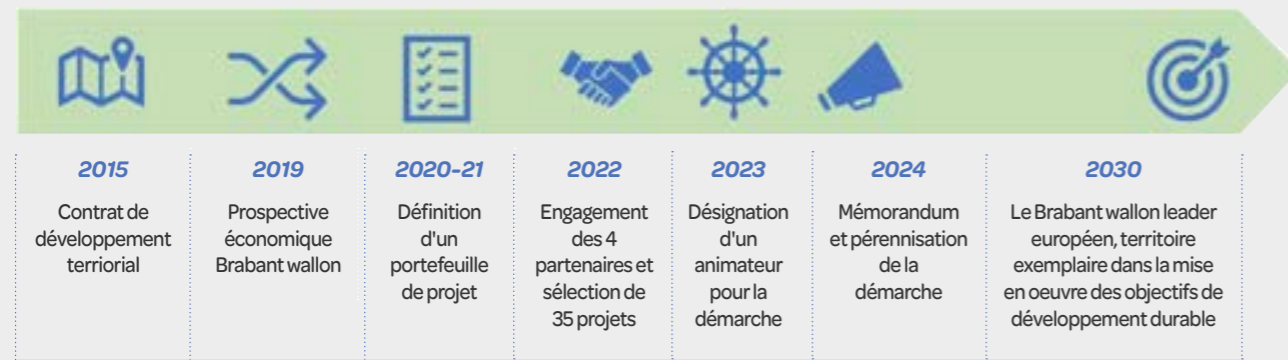 2015
Contrat de
développement
terriorial
2019
Prospective
économique
Brabant wallon
2020-21
Définition
d'un
portefeuille
de projet
2022
Engagement
des 4
partenaires et
sélection de
35 projets
2023
Désignation
d'un
animateur
pour la
démarche
2024
Mémorandum
et pérennisation
de la
démarche
2030
Le Brabant wallon leader
européen, territoire
exemplaire dans la mise
en oeuvre des objectifs de
développement durable